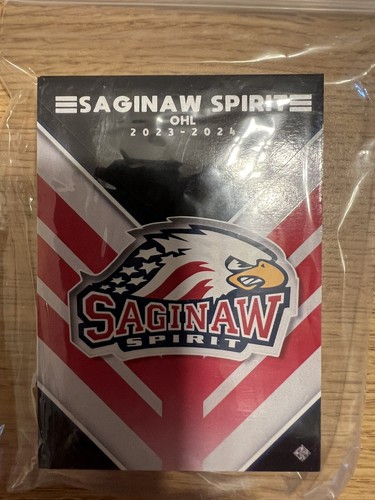 SAGINAW SPIRIT
OHL
2023-2024
SAGINAW
SPIRIT